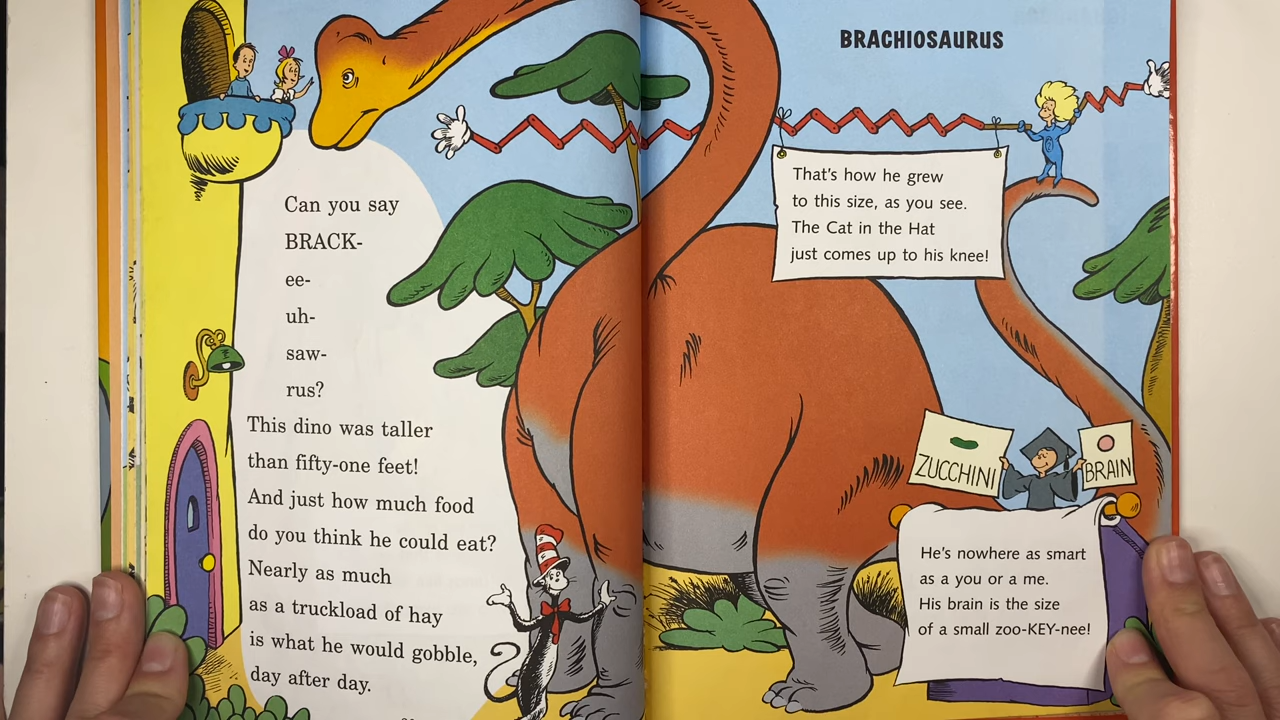 Can you say
BRACK-
ee-
uh-
saw-
rus?
This dino was taller
than fifty-one feet!
And just how much food
do you think he could eat?
Nearly as much
as a truckload of hay
is what he would gobble,
day after day.
BRACHIOSAURUS
That's how he grew
to this size, as you see.
The Cat in the Hat
just comes up to his knee!
ZUCCHINI
BRAIN
He's nowhere as smart
as a you or a me.
His brain is the size
of a small zoo-KEY-nee!